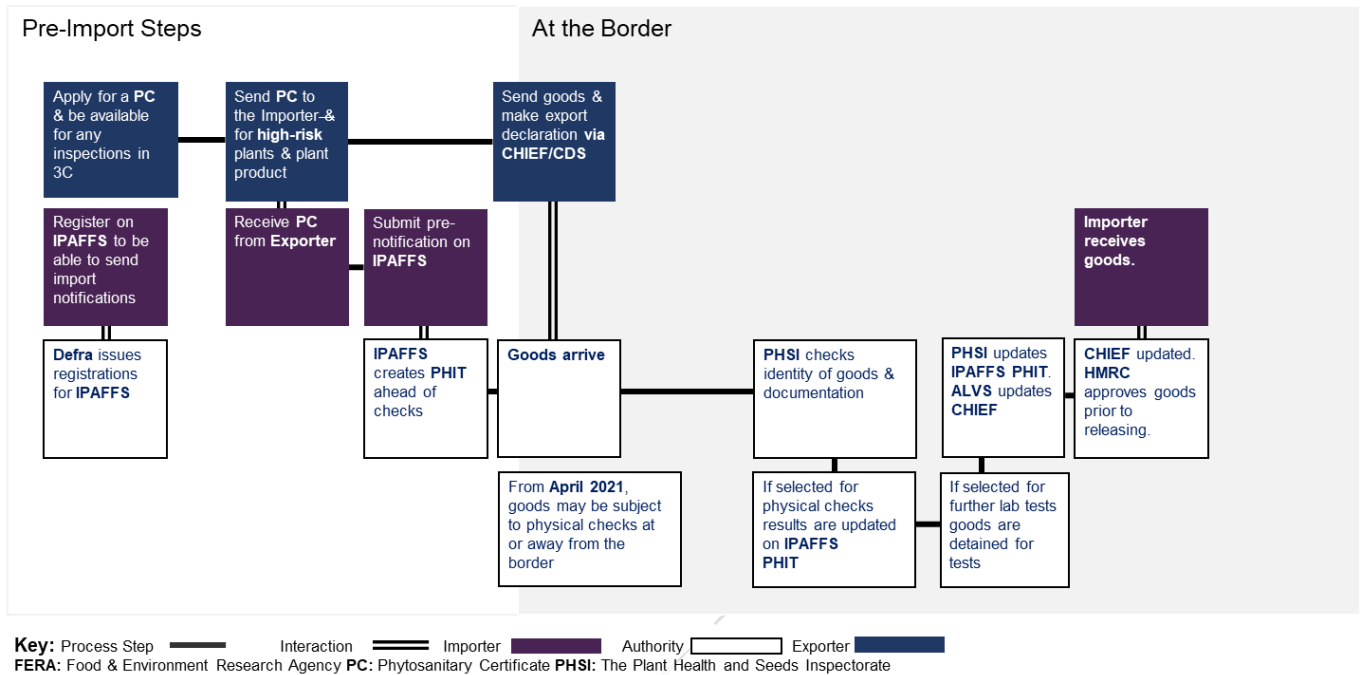 Pre-Import Steps
At the Border
Apply for a PC
& be available
for any
inspections in
3C
Send PC to
the Importer &
for high-risk
plants & plant
product
Send goods &
make export
declaration via
CHIEF/CDS
Register on
IPAFFS to be
able to send
import
notifications
Receive PC
from Exporter
Submit pre-
notification on
IPAFFS
Importer
receives
goods.
Defra issues
registrations
for IPAFFS
IPAFFS
creates PHIT
ahead of
checks
Goods arrive
PHSI checks
identity of goods &
documentation
PHSI updates
IPAFFS PHIT.
ALVS updates
CHIEF
CHIEF updated.
HMRC
approves goods
prior to
releasing.
From April 2021,
goods may be subject
to physical checks at
or away from the
border
If selected for
physical checks
results are updated
on IPAFFS
PHIT
If selected for
further lab tests
goods are
detained for
tests
Key: Process Step Interaction Importer Authority Exporter
FERA: Food & Environment Research Agency PC: Phytosanitary Certificate PHSI: The Plant Health and Seeds Inspectorate